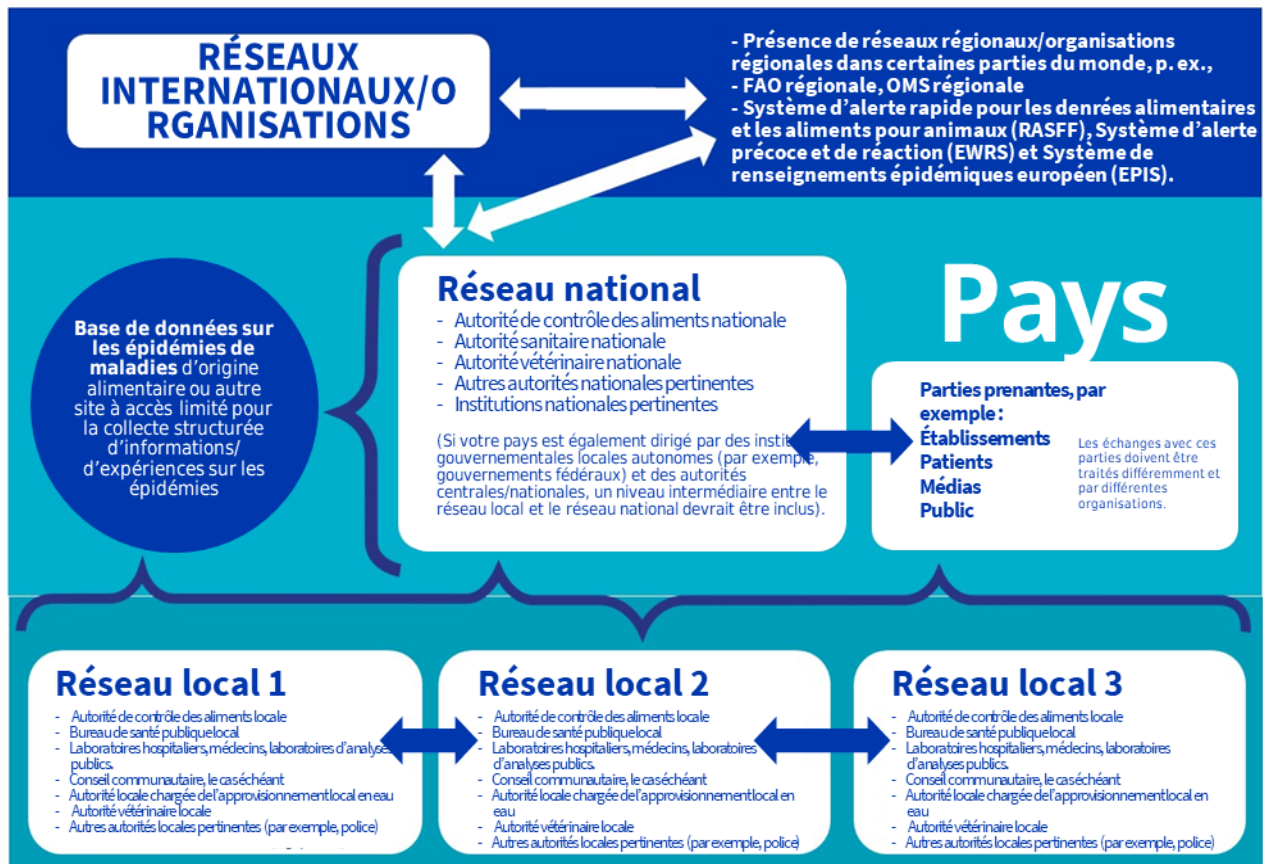 RÉSEAUX
INTERNATIONAUX/O
RGANISATIONS
- Présence de réseaux régionaux/organisations
régionales dans certaines parties du monde, p. ex.,
- FAO régionale, OMS régionale
- Système d'alerte rapide pour les denrées alimentaires
et les aliments pour animaux (RASFF), Système d'alerte
précoce et de réaction (EWRS) et Système de
renseignements épidémiques européen (EPIS).
Base de données sur
les épidémies de
maladies d'origine
alimentaire ou autre
site à accès limité pour
la collecte structurée
d'informations/
d'expériences sur les
épidémies
Réseau national
- Autorité de contrôle des aliments nationale
- Autorité sanitaire nationale
- Autorité vétérinaire nationale
- Autres autorités nationales pertinentes
- Institutions nationales pertinentes
(Si votre pays est également dirigé par des instit
gouvernementales locales autonomes (par exemple,
gouvernements fédéraux) et des autorités
centrales/nationales, un niveau intermédiaire entre le
réseau local et le réseau national devrait être inclus).
Pays
Parties prenantes, par
exemple :
Établissements
Patients
Médias
Public
Les échanges avec ces
parties doivent être
traités différemment et
par différentes
organisations.
Réseau local 1
- Autorité de contrôle des aliments locale
- Bureau de santé publique local
- Laboratoires hospitaliers, médecins, laboratoires d'analyses
publics.
- Conseil communautaire, le cas échéant
- Autorité locale chargée de l'approvisionnement local en eau
- Autorité vétérinaire locale
- Autres autorités locales pertinentes (par exemple, police)
Réseau local 2
- Autorité de contrôle des aliments locale
- Bureau de santé publique local
- Laboratoires hospitaliers, médecins, laboratoires
d'analyses publics.
- Conseil communautaire, le cas échéant
- Autorité locale chargée de l'approvisionnement local en
eau
- Autorité vétérinaire locale
- Autres autorités locales pertinentes (par exemple, police)
Réseau local 3
- Autorité de contrôle des aliments locale
- Bureau de santé publique local
- Laboratoires hospitaliers, médecins, laboratoires
d'analyses publics.
- Conseil communautaire, le cas échéant
- Autorité locale chargée de l'approvisionnement local en
eau
- Autorité vétérinaire locale
- Autres autorités locales pertinentes (par exemple, police)